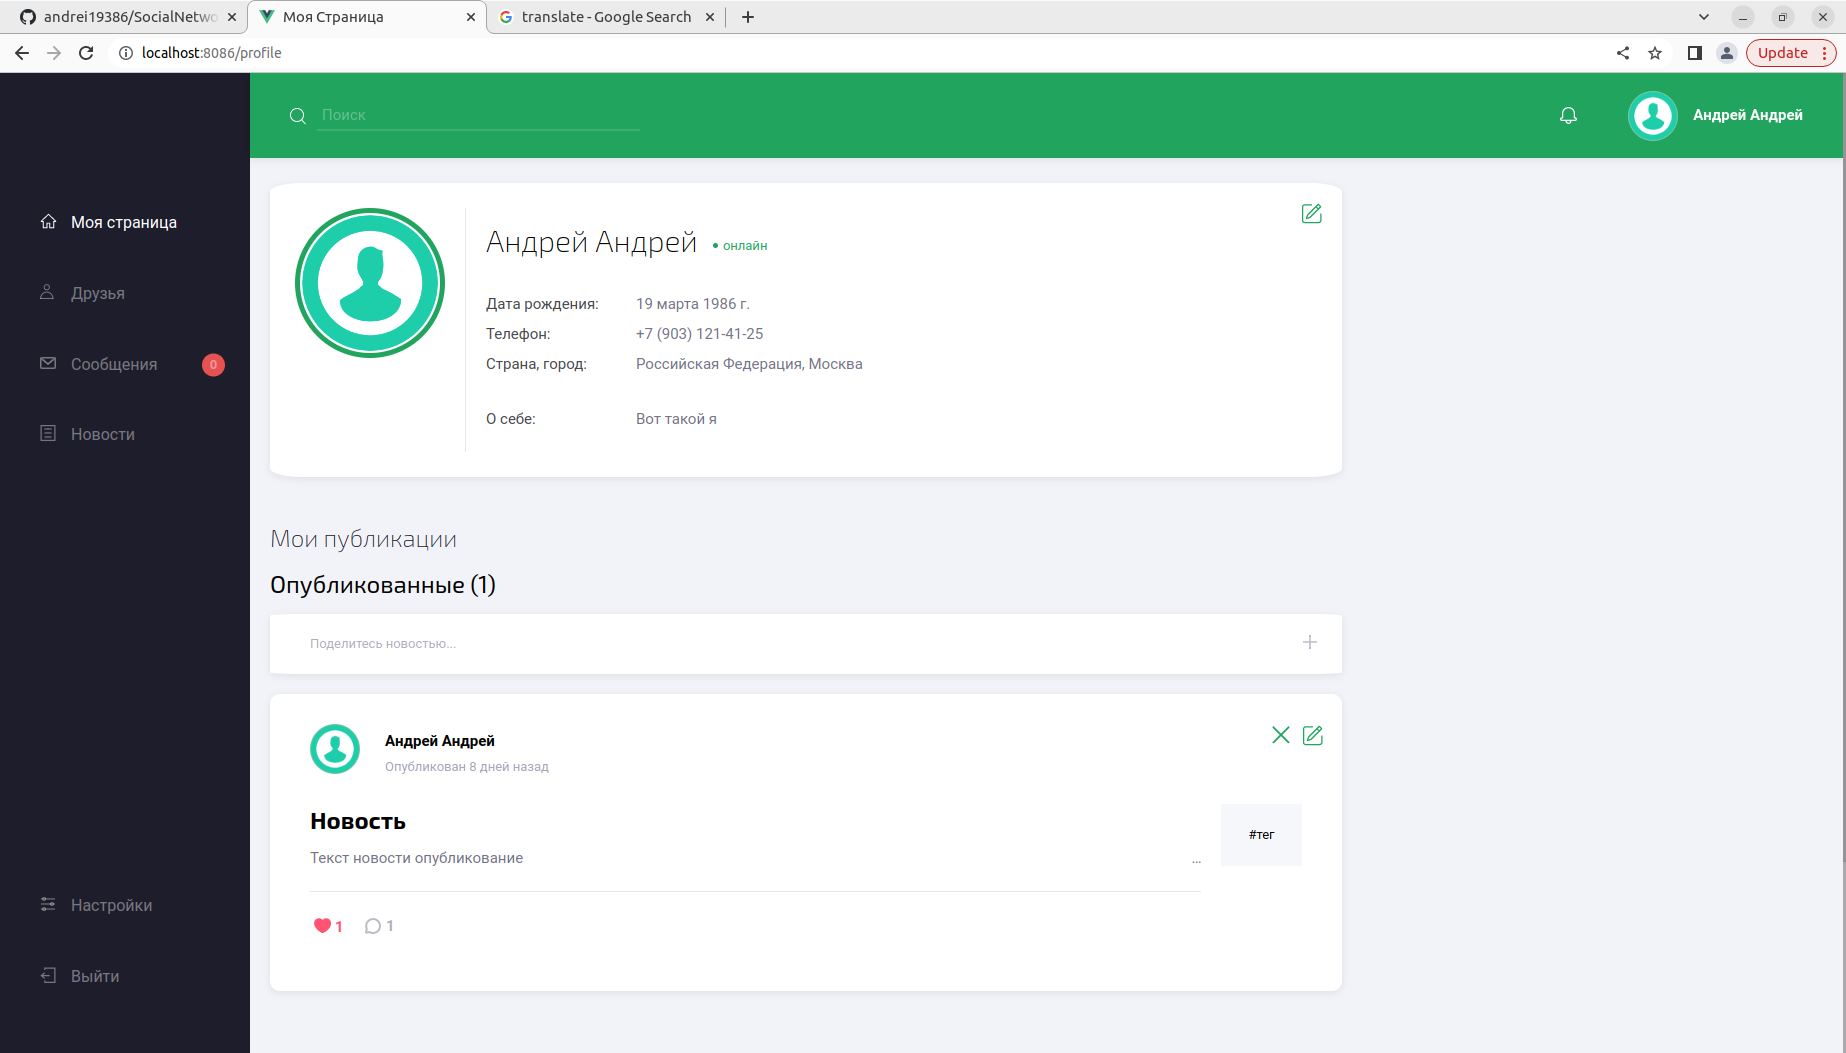 andrei19386/SocialNetwo
Моя Страница
translate - Google Search
localhost:8086/profile
Update
Поиск
Андрей Андрей
Моя страница
Друзья
Сообщения 0
Новости
Настройки
Выйти
Андрей Андрей
онлайн
Дата рождения: 19 марта 1986 г.
Телефон: +7 (903) 121-41-25
Страна, город: Российская Федерация, Москва
О себе: Вот такой я
Мои публикации
Опубликованные (1)
Поделитесь новостью...
Андрей Андрей
Опубликован 8 дней назад
Новость
Текст новости опубликование ...
#тег
1 1